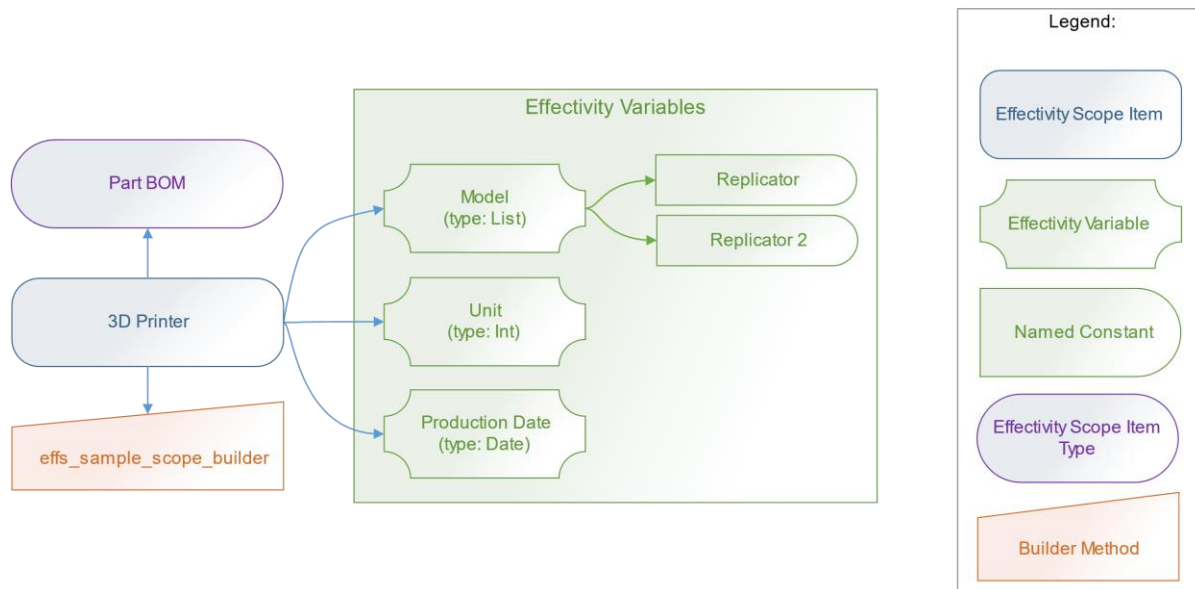 Legend:
Effectivity Variables
Effectivity Scope Item
Part BOM
Model
(type: List)
Replicator
Replicator 2
Effectivity Variable
3D Printer
Unit
(type: Int)
Named Constant
Production Date
(type: Date)
Effectivity Scope Item
Type
effs_sample_scope_builder
Builder Method